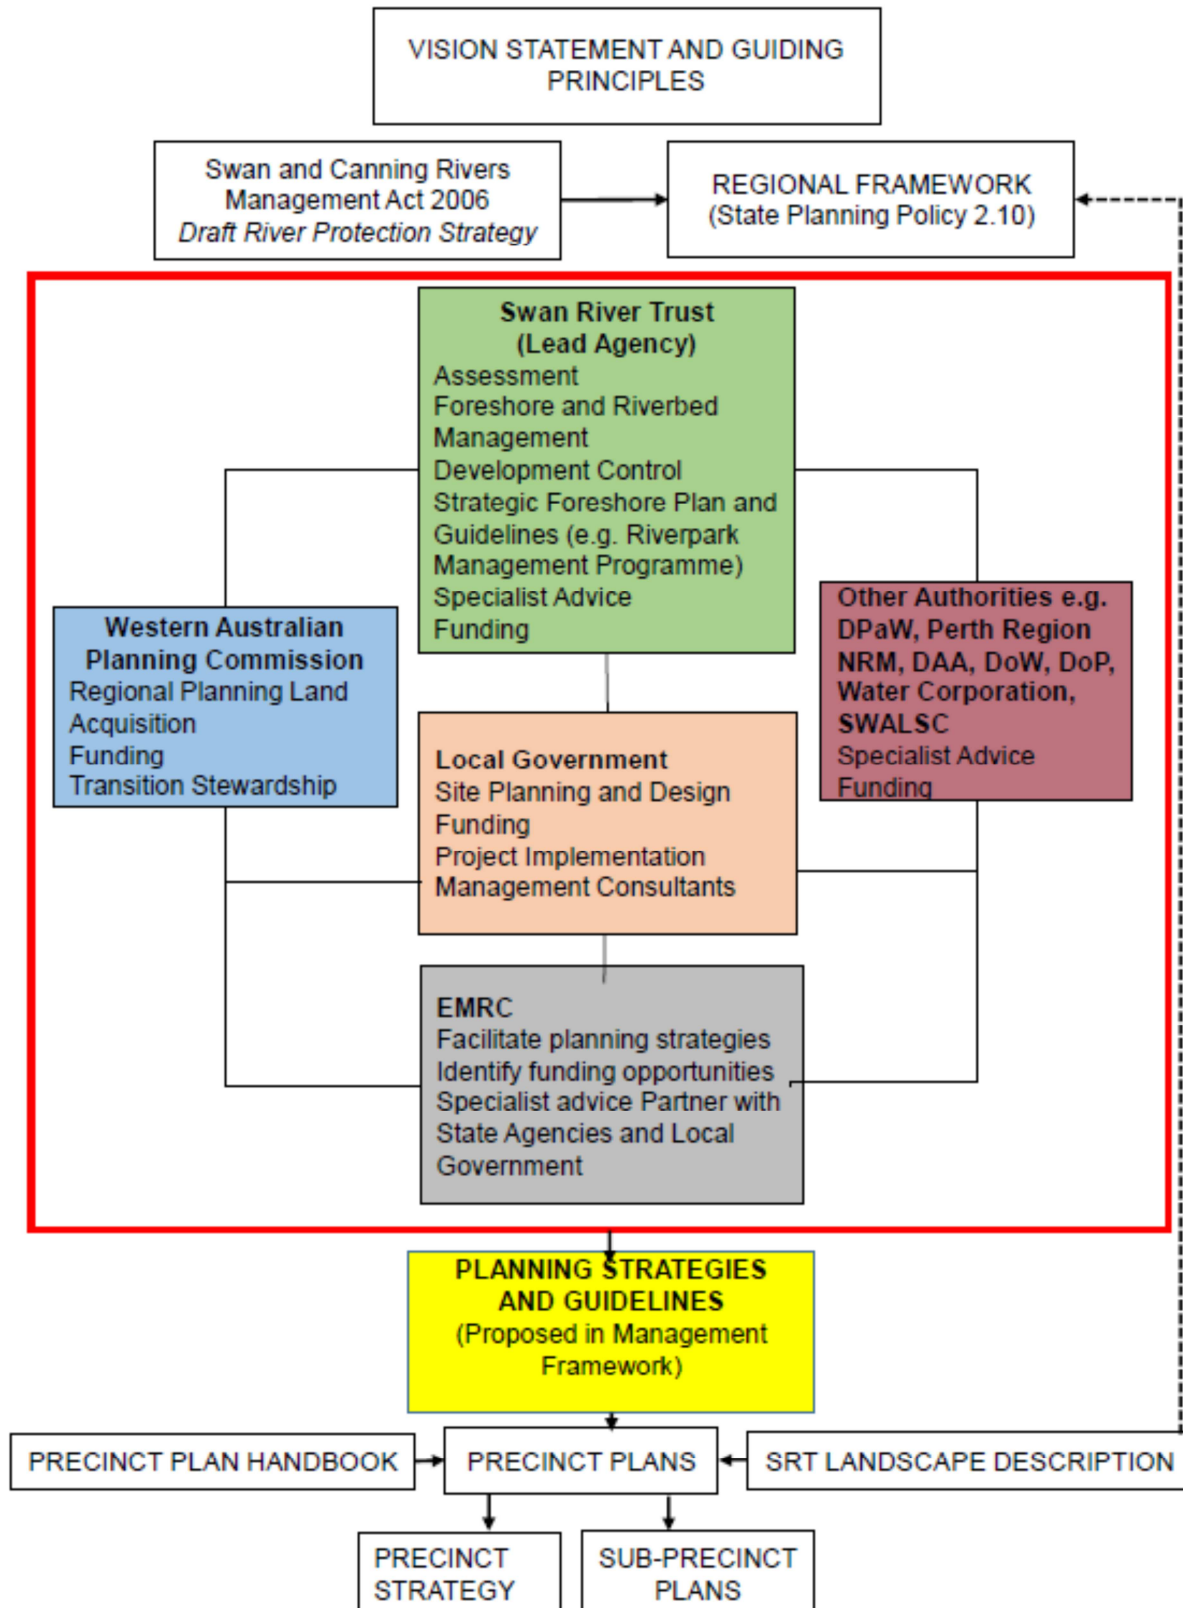 VISION STATEMENT AND GUIDING
PRINCIPLES
Swan and Canning Rivers
Management Act 2006
Draft River Protection Strategy
REGIONAL FRAMEWORK
(State Planning Policy 2.10)
Swan River Trust
(Lead Agency)
Assessment
Foreshore and Riverbed
Management
Development Control
Strategic Foreshore Plan and
Guidelines (e.g. Riverpark
Management Programme)
Specialist Advice
Funding
Western Australian
Planning Commission
Regional Planning Land
Acquisition
Funding
Transition Stewardship
Other Authorities e.g.
DPaW, Perth Region
NRM, DAA, DoW, DoP,
Water Corporation,
SWALSC
Specialist Advice
Funding
Local Government
Site Planning and Design
Funding
Project Implementation
Management Consultants
EMRC
Facilitate planning strategies
Identify funding opportunities
Specialist advice Partner with
State Agencies and Local
Government
PLANNING STRATEGIES
AND GUIDELINES
(Proposed in Management
Framework)
PRECINCT PLAN HANDBOOK
PRECINCT PLANS
SRT LANDSCAPE DESCRIPTION
PRECINCT
STRATEGY
SUB-PRECINCT
PLANS